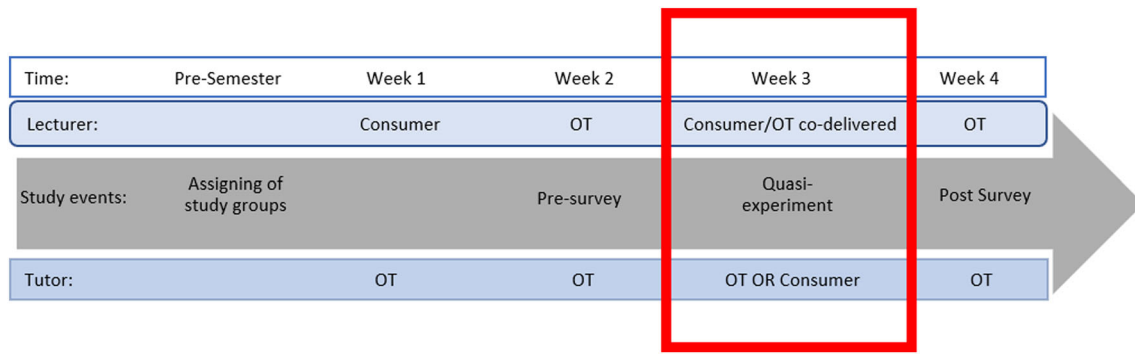 Time: Pre-Semester Week 1 Week 2 Week 3 Week 4
Lecturer: Consumer OT Consumer/OT co-delivered OT
Study events: Assigning of study groups Pre-survey Quasi-experiment Post Survey
Tutor: OT OT OT OR Consumer OT